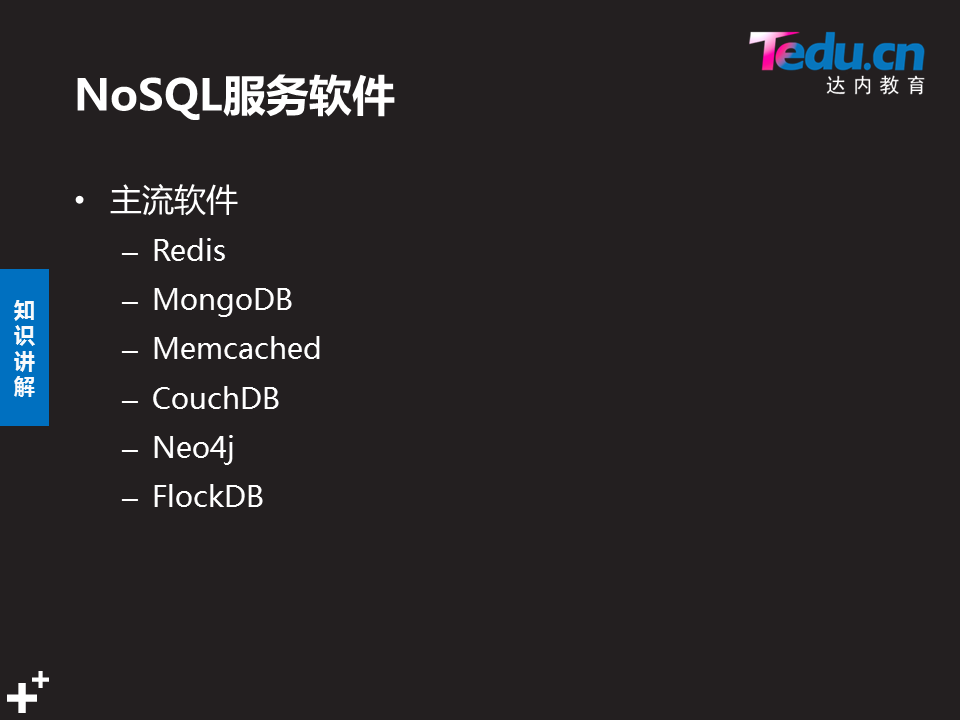 Tedu.cn
达内教育
NoSQL服务软件
• 主流软件
– Redis
– MongoDB
– Memcached
– CouchDB
– Neo4j
– FlockDB
知识讲解